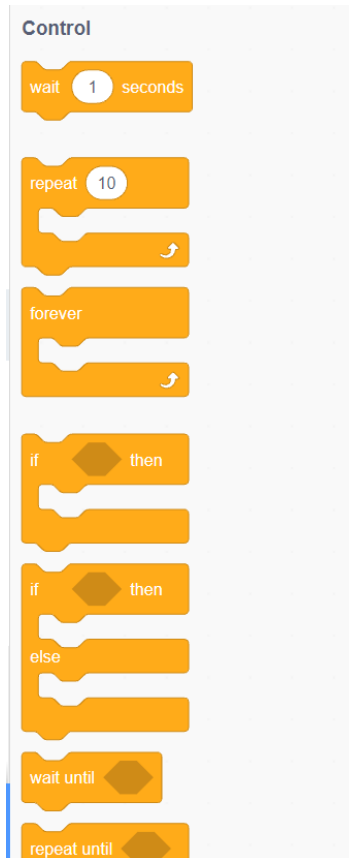 Control
wait 1 seconds
repeat 10
forever
if then
if then
else
wait until
repeat until